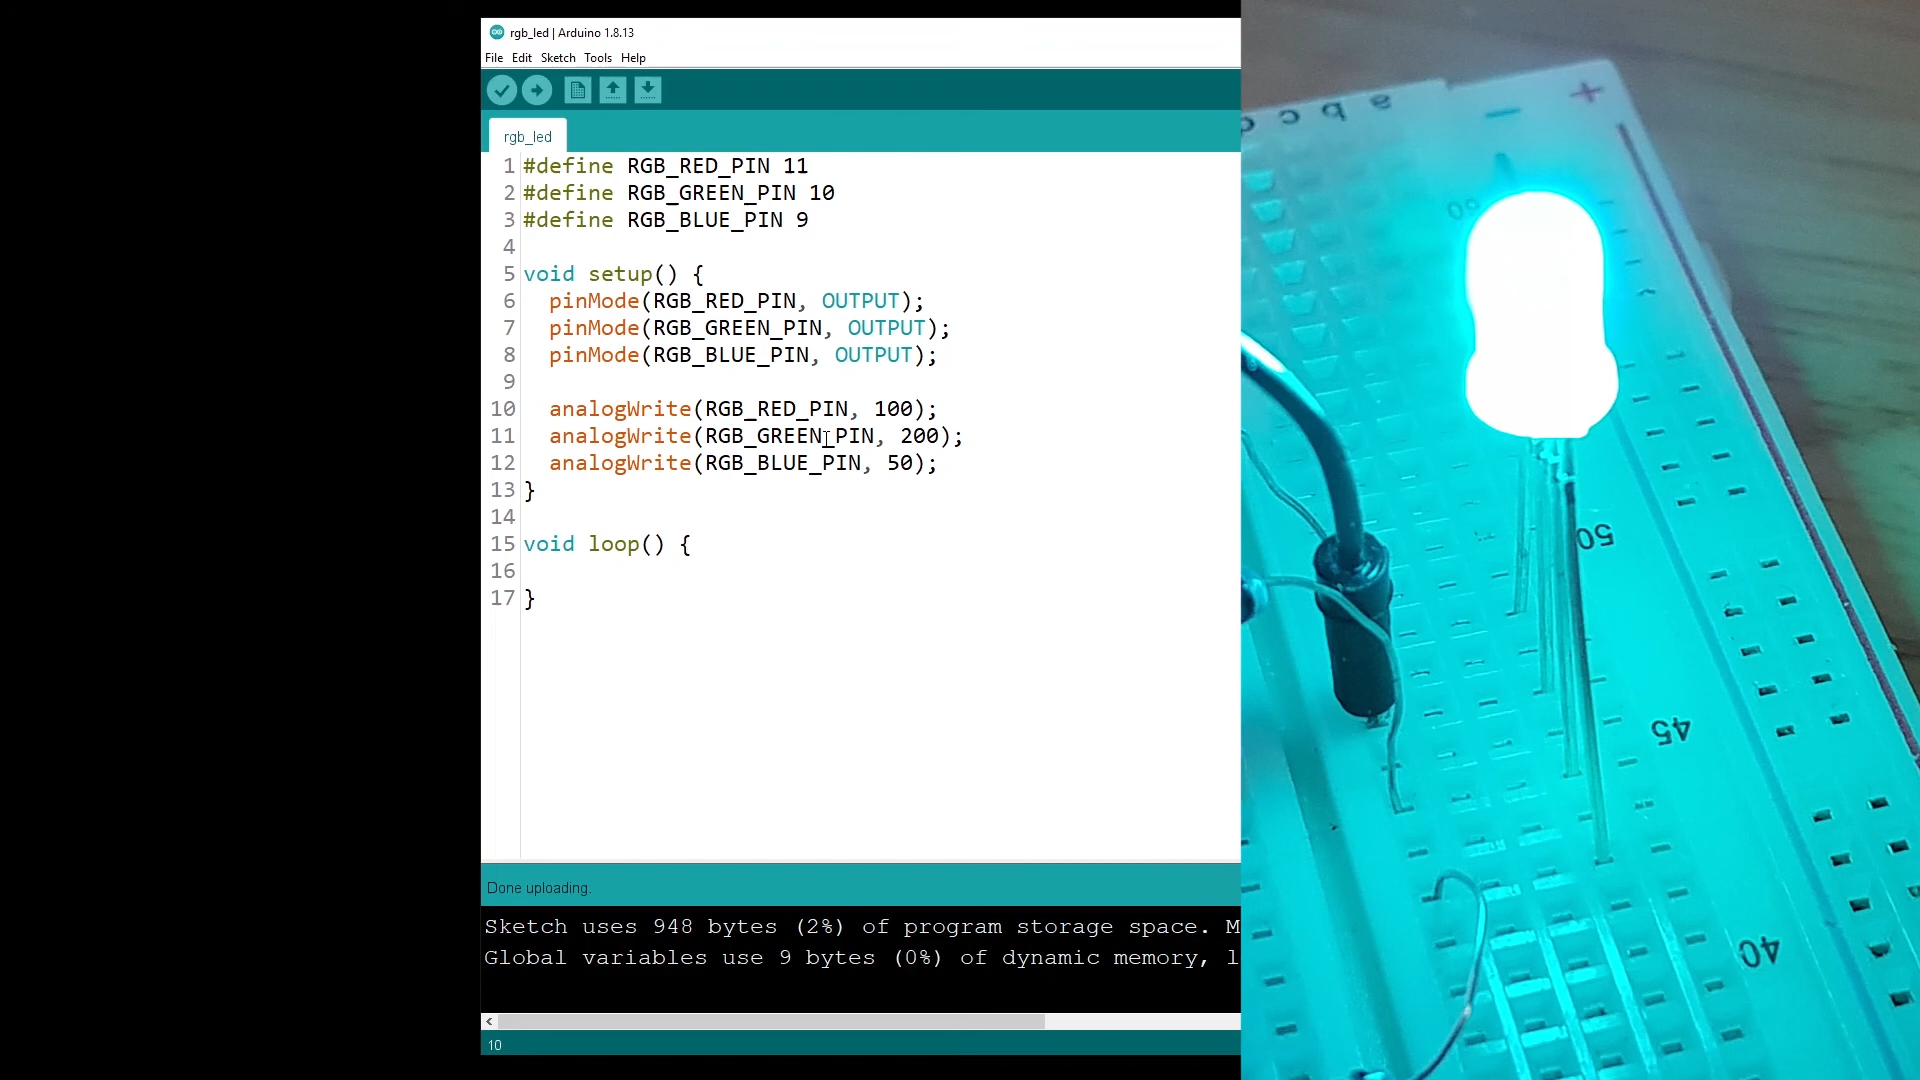 rgb_led | Arduino 1.8.13
File Edit Sketch Tools Help
rgb_led
1 #define RGB_RED_PIN 11
2 #define RGB_GREEN_PIN 10
3 #define RGB_BLUE_PIN 9
4
5 void setup() {
6 pinMode(RGB_RED_PIN, OUTPUT);
7 pinMode(RGB_GREEN_PIN, OUTPUT);
8 pinMode(RGB_BLUE_PIN, OUTPUT);
9
10 analogWrite(RGB_RED_PIN, 100);
11 analogWrite(RGB_GREEN_PIN, 200);
12 analogWrite(RGB_BLUE_PIN, 50);
13 }
14
15 void loop() {
16
17 }
Done uploading.
Sketch uses 948 bytes (2%) of program storage space. M
Global variables use 9 bytes (0%) of dynamic memory, l
10
a b c d
- +
60
50
45
40